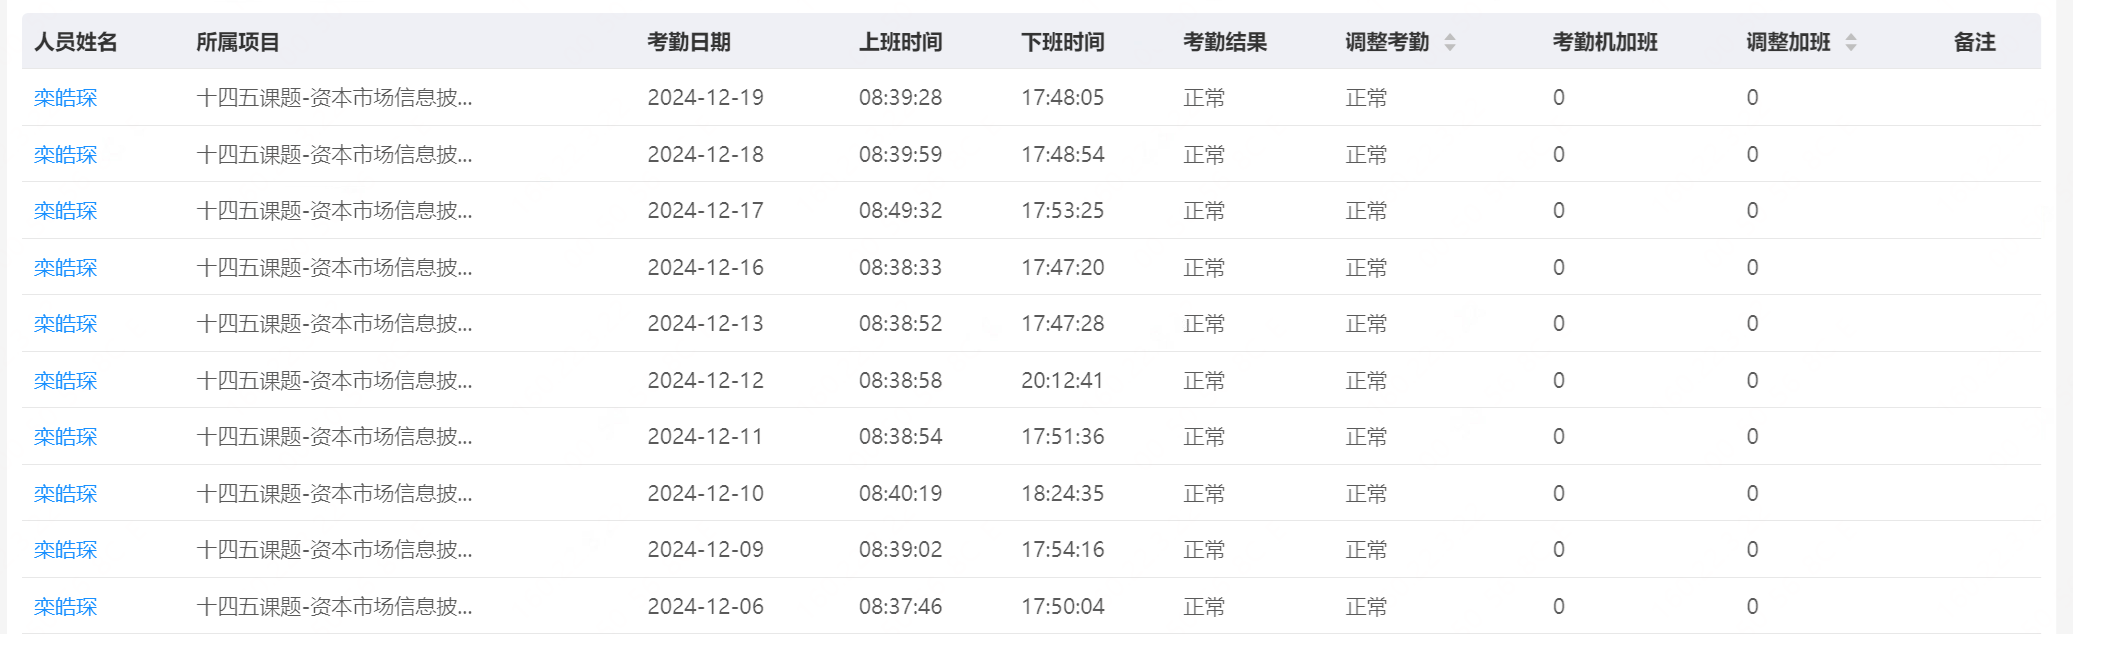 人员姓名 所属项目 考勤日期 上班时间 下班时间 考勤结果 调整考勤 考勤机加班 调整加班 备注
栾皓琛 十四五课题-资本市场信息披... 2024-12-19 08:39:28 17:48:05 正常 正常 0 0
栾皓琛 十四五课题-资本市场信息披... 2024-12-18 08:39:59 17:48:54 正常 正常 0 0
栾皓琛 十四五课题-资本市场信息披... 2024-12-17 08:49:32 17:53:25 正常 正常 0 0
栾皓琛 十四五课题-资本市场信息披... 2024-12-16 08:38:33 17:47:20 正常 正常 0 0
栾皓琛 十四五课题-资本市场信息披... 2024-12-13 08:38:52 17:47:28 正常 正常 0 0
栾皓琛 十四五课题-资本市场信息披... 2024-12-12 08:38:58 20:12:41 正常 正常 0 0
栾皓琛 十四五课题-资本市场信息披... 2024-12-11 08:38:54 17:51:36 正常 正常 0 0
栾皓琛 十四五课题-资本市场信息披... 2024-12-10 08:40:19 18:24:35 正常 正常 0 0
栾皓琛 十四五课题-资本市场信息披... 2024-12-09 08:39:02 17:54:16 正常 正常 0 0
栾皓琛 十四五课题-资本市场信息披... 2024-12-06 08:37:46 17:50:04 正常 正常 0 0